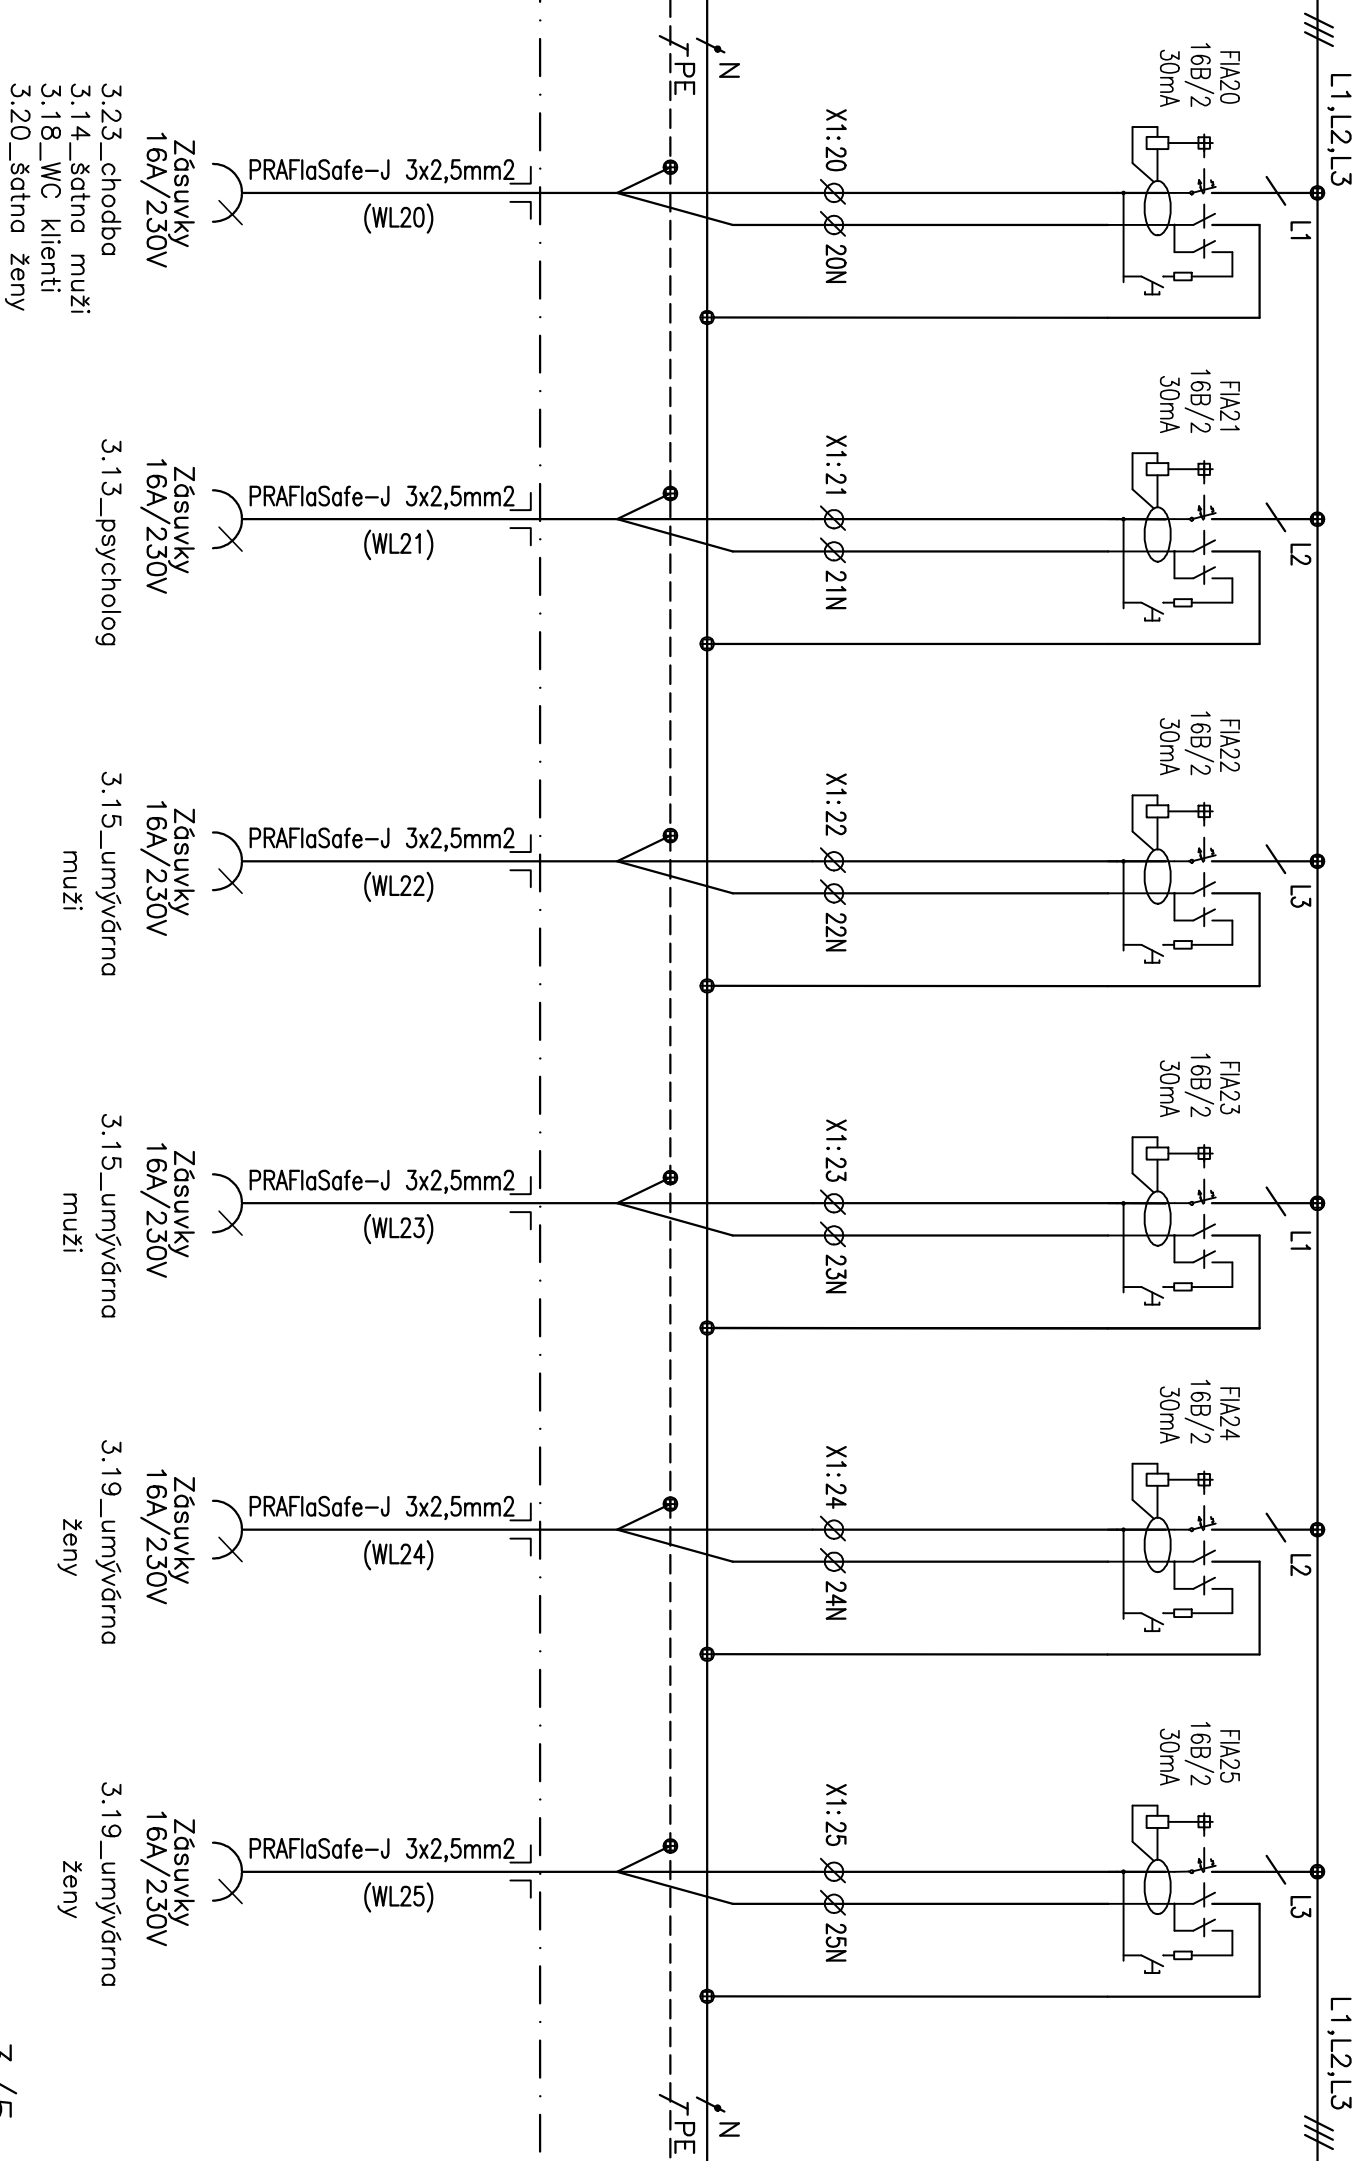 L1,L2,L3
L1,L2,L3
FIA20
16B/2
30mA
L1
X1:20
20N
N
PE
PRAFlaSafe-J 3x2,5mm2
(WL20)
Zásuvky
16A/230V
3.23_chodba
3.14_šatna muži
3.18_WC klienti
3.20_šatna ženy
FIA21
16B/2
30mA
L2
X1:21
21N
PRAFlaSafe-J 3x2,5mm2
(WL21)
Zásuvky
16A/230V
3.13_psycholog
FIA22
16B/2
30mA
L3
X1:22
22N
PRAFlaSafe-J 3x2,5mm2
(WL22)
Zásuvky
16A/230V
3.15_umývárna
muži
FIA23
16B/2
30mA
L1
X1:23
23N
PRAFlaSafe-J 3x2,5mm2
(WL23)
Zásuvky
16A/230V
3.15_umývárna
muži
FIA24
16B/2
30mA
L2
X1:24
24N
PRAFlaSafe-J 3x2,5mm2
(WL24)
Zásuvky
16A/230V
3.19_umývárna
ženy
FIA25
16B/2
30mA
L3
X1:25
25N
PRAFlaSafe-J 3x2,5mm2
(WL25)
Zásuvky
16A/230V
3.19_umývárna
ženy
N
PE